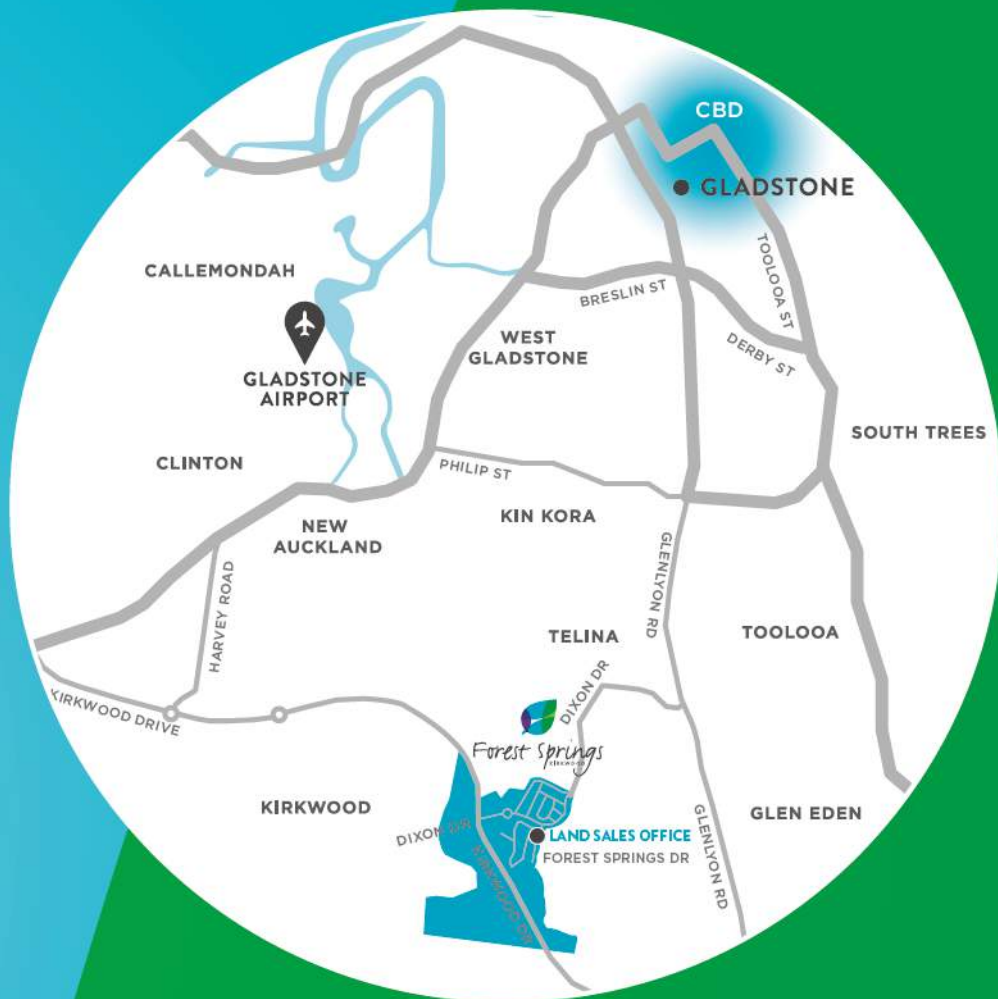 CBD
GLADSTONE
TOOLOOA ST
CALLEMONDAH
BRESLIN ST
WEST
GLADSTONE
DERBY ST
GLADSTONE
AIRPORT
SOUTH TREES
CLINTON
PHILIP ST
KIN KORA
NEW
AUCKLAND
GLENLYON RD
HARVEY ROAD
TELINA
TOOLOOA
KIRKWOOD DRIVE
DIXON DR
Forest Springs
KIRKWOOD
KIRKWOOD
GLEN EDEN
DIXON DR
LAND SALES OFFICE
FOREST SPRINGS DR
KIRKWOOD DR
GLENLYON RD